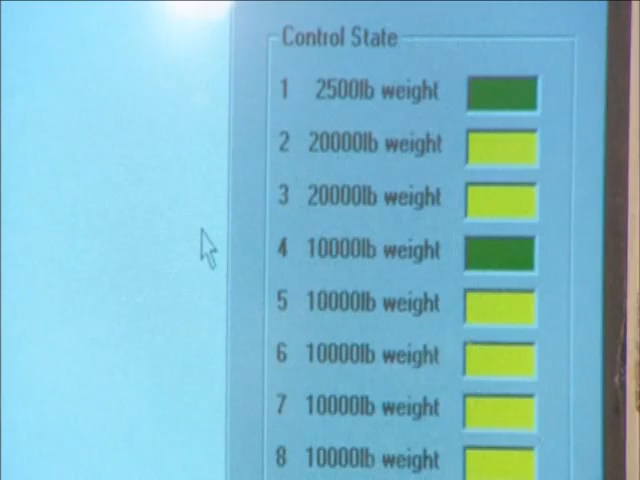 Control State
1 2500lb weight
2 20000lb weight
3 20000lb weight
4 10000lb weight
5 10000lb weight
6 10000lb weight
7 10000lb weight
8 10000lb weight